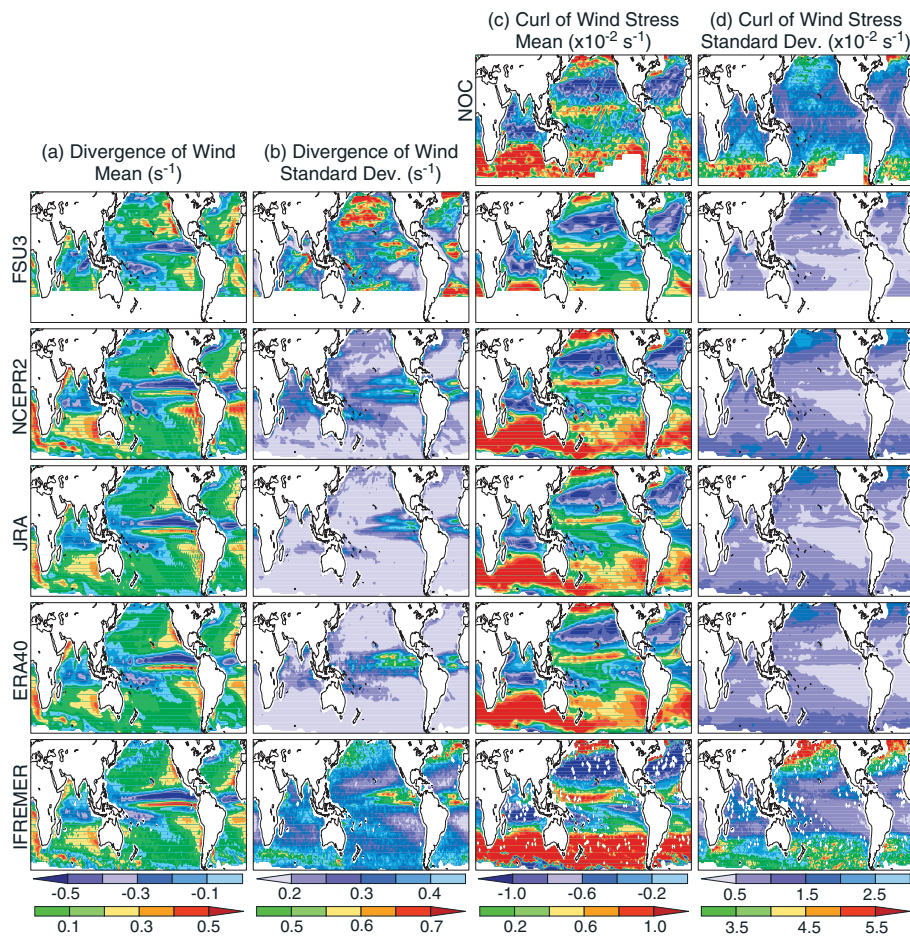 (c) Curl of Wind Stress
Mean (x10-2 s-1)
(d) Curl of Wind Stress
Standard Dev. (x10-2 s-1)
NOC
(a) Divergence of Wind
Mean (s-1)
(b) Divergence of Wind
Standard Dev. (s-1)
FSU3
NCEPR2
JRA
ERA40
IFREMER
-0.5 -0.3 -0.1
0.2 0.3 0.4
-1.0 -0.6 -0.2
0.5 1.5 2.5
0.1 0.3 0.5
0.5 0.6 0.7
0.2 0.6 1.0
3.5 4.5 5.5